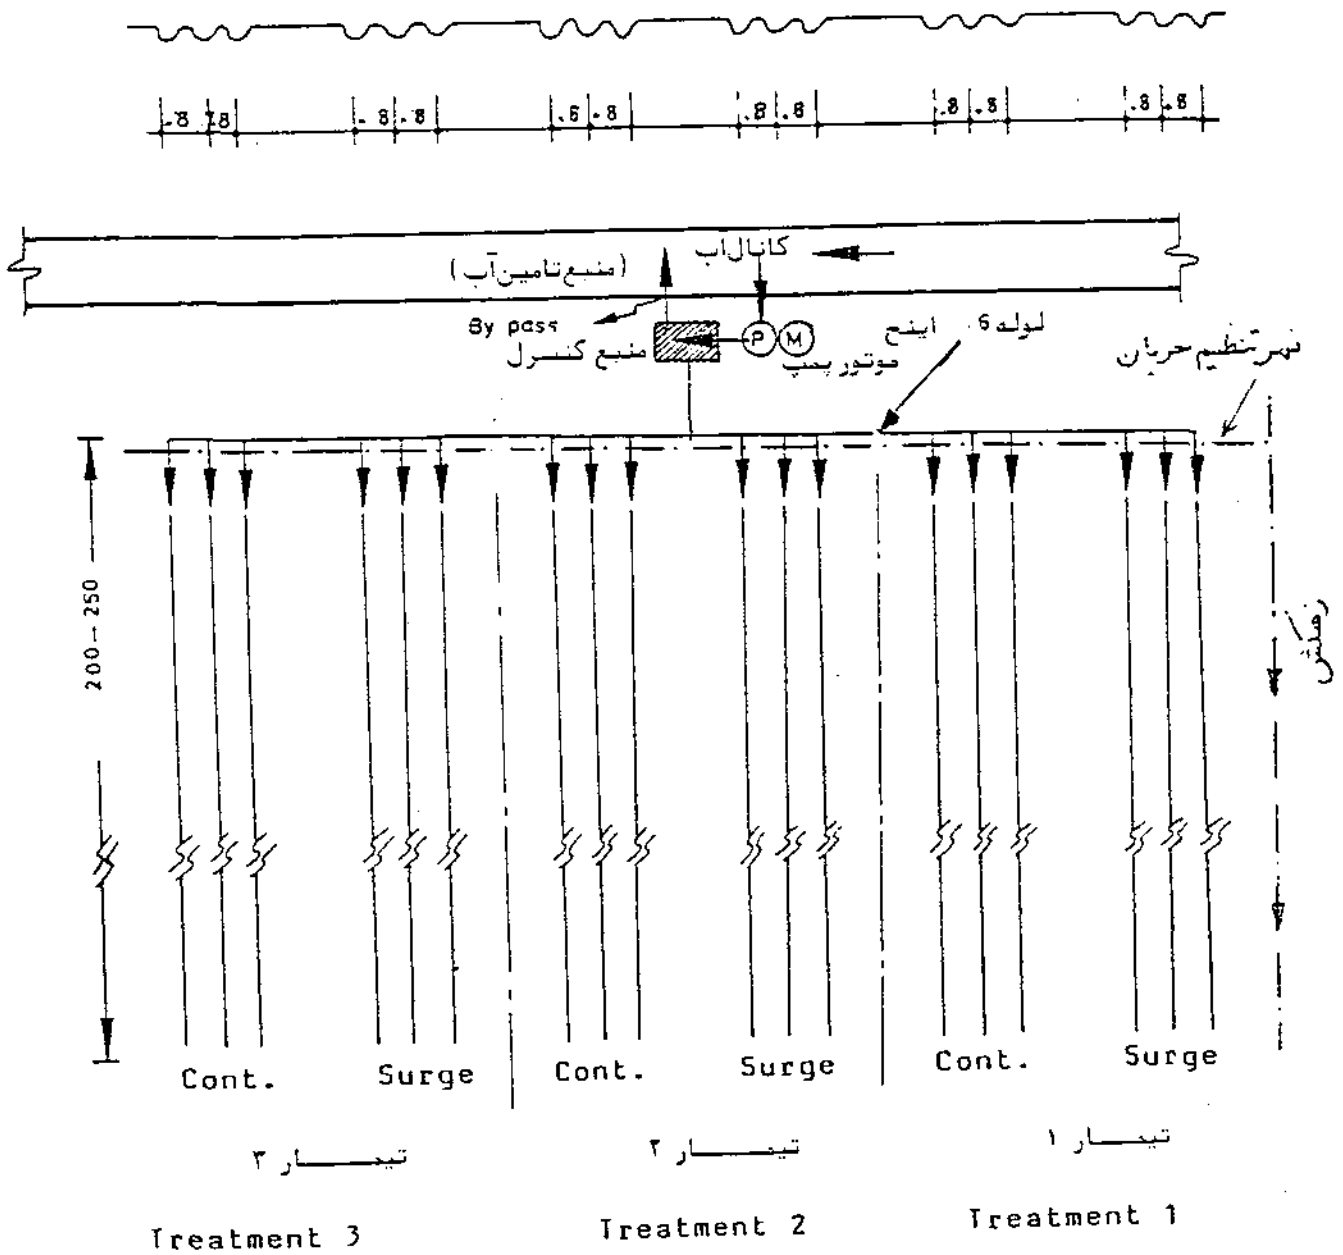 .8 .8 .8 .8 .8 .8 .8 .8 .8 .8 .8 .8
کانال آب
(منبع تامین آب)
By pass
منبع کنترل
P M
موتور پمپ
لوله 6 اینچ
نهر تنظیم جریان
زهکش
200-250
Cont. Surge Cont. Surge Cont. Surge
تیمار ۳ تیمار ۲ تیمار ۱
Treatment 3 Treatment 2 Treatment 1